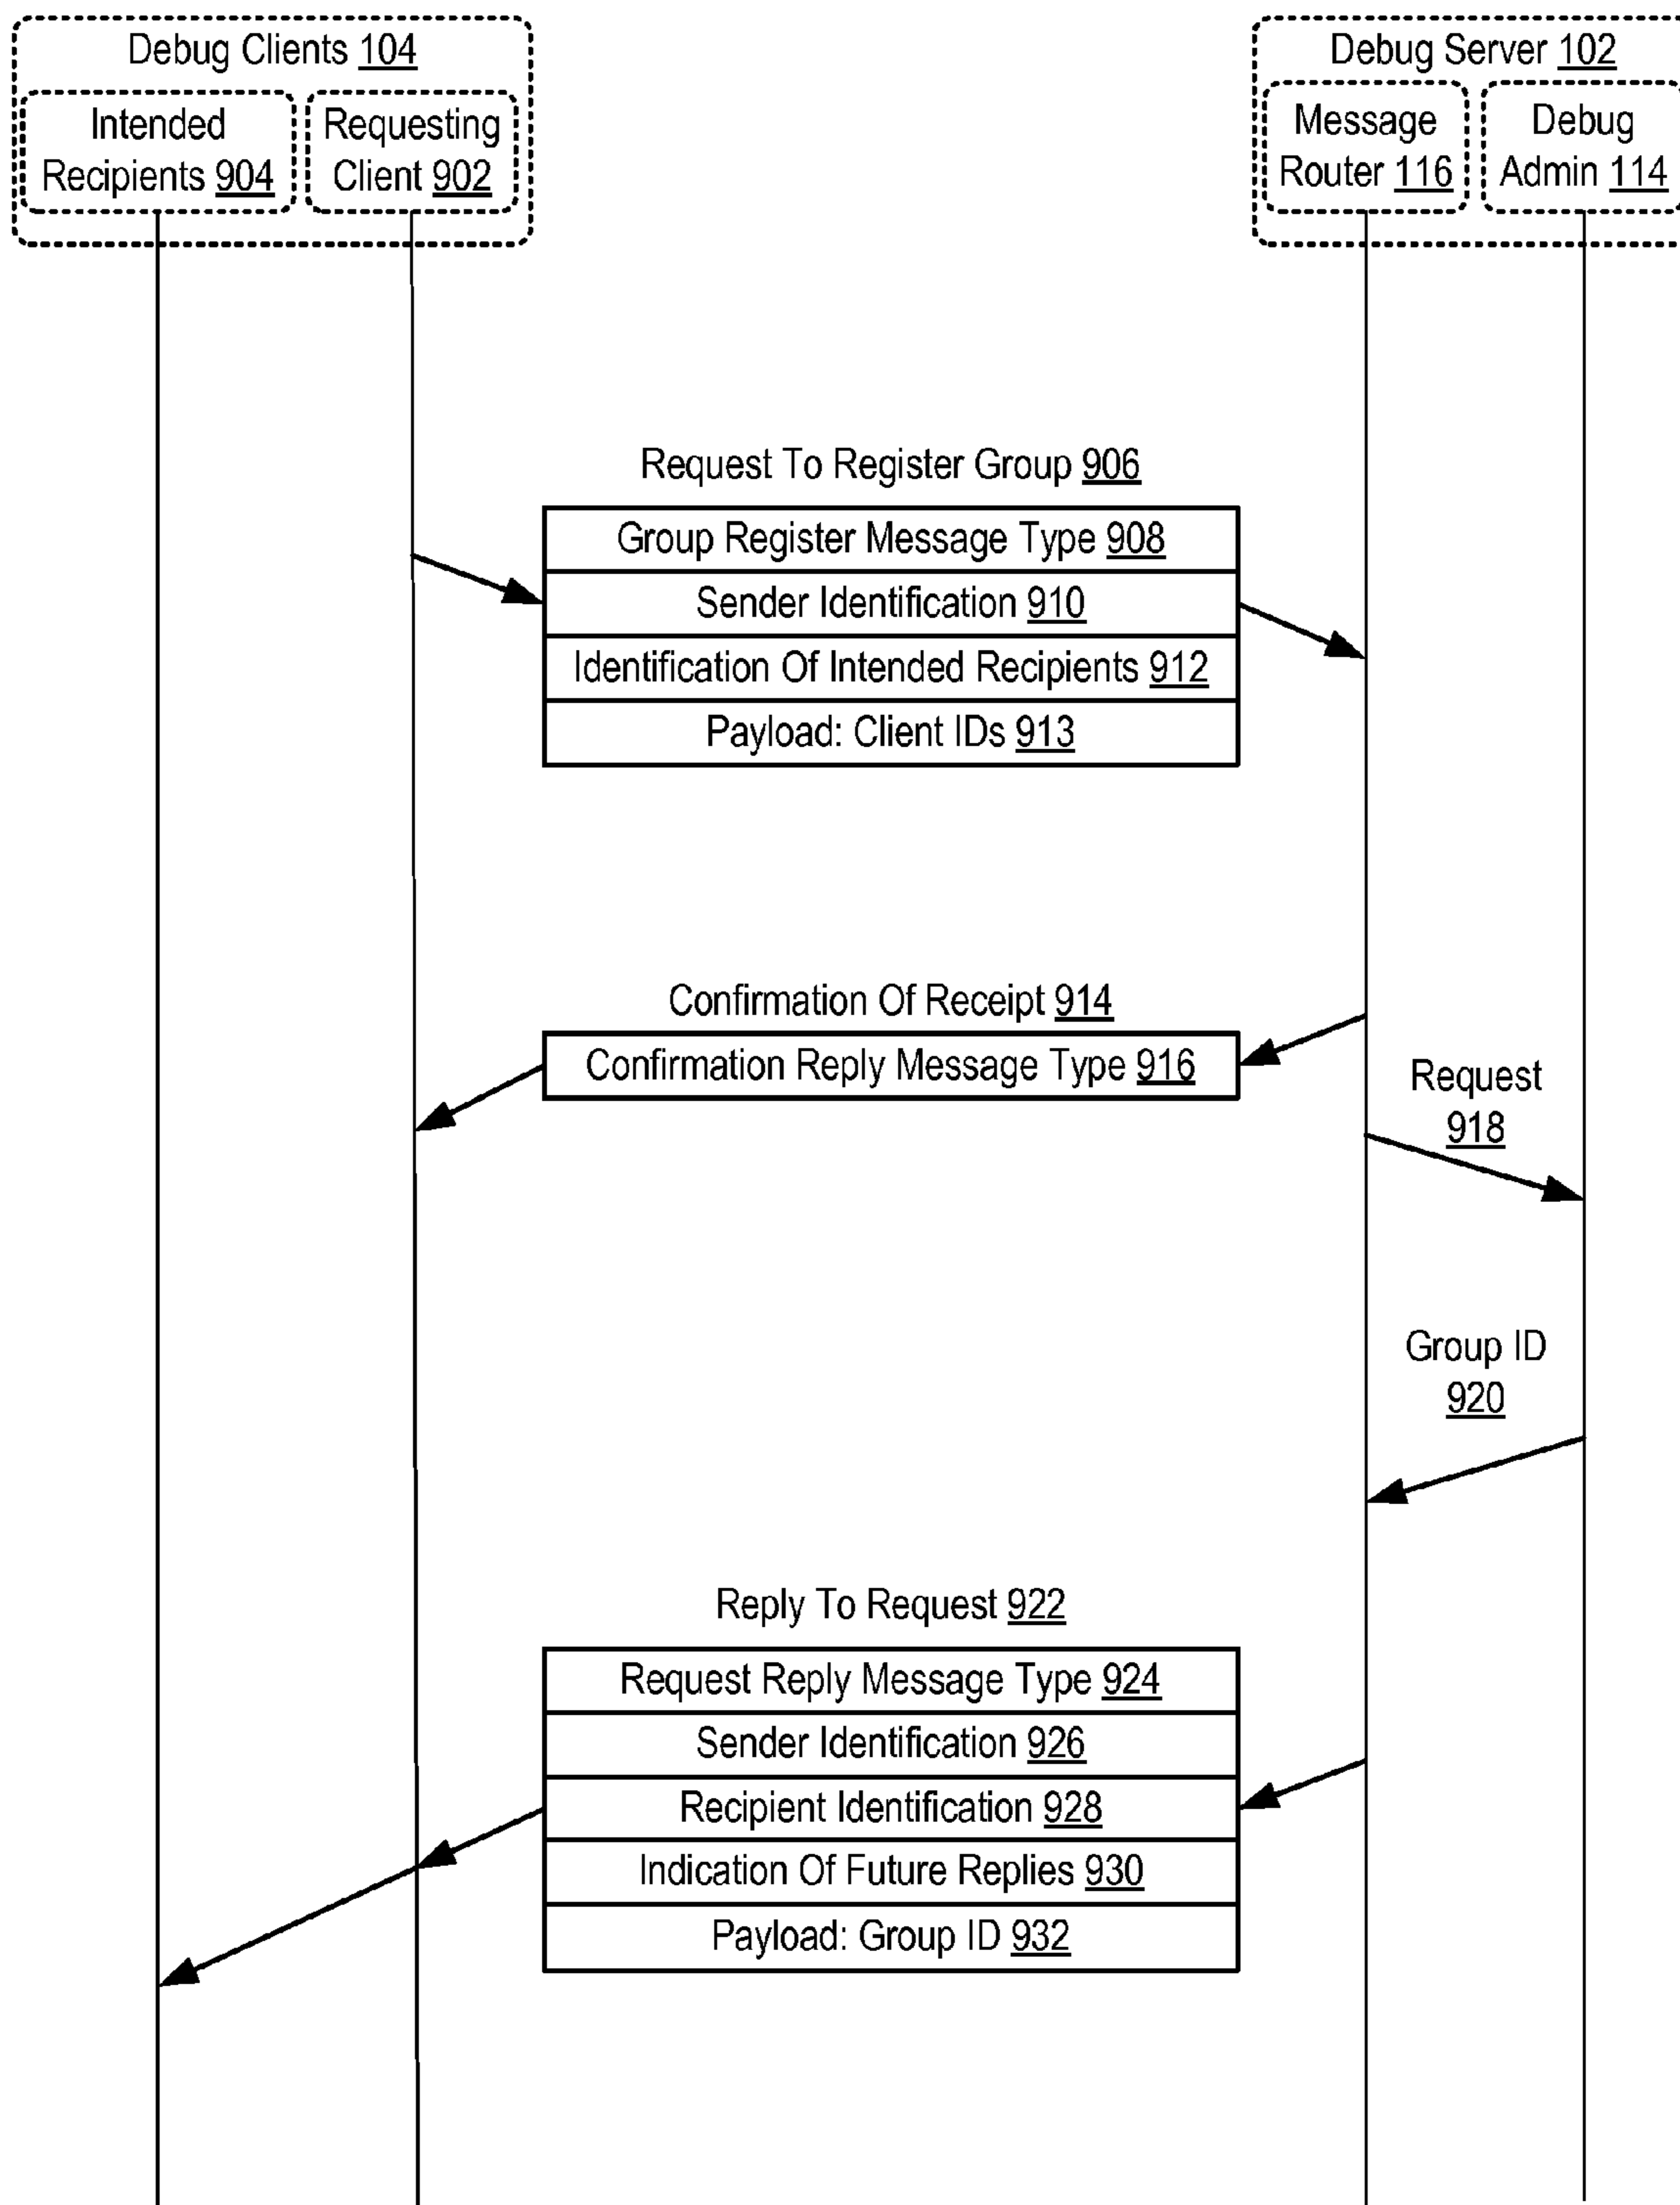 Debug Clients 104
Intended
Recipients 904
Requesting
Client 902
Debug Server 102
Message
Router 116
Debug
Admin 114
Request To Register Group 906
Group Register Message Type 908
Sender Identification 910
Identification Of Intended Recipients 912
Payload: Client IDs 913
Confirmation Of Receipt 914
Confirmation Reply Message Type 916
Request
918
Group ID
920
Reply To Request 922
Request Reply Message Type 924
Sender Identification 926
Recipient Identification 928
Indication Of Future Replies 930
Payload: Group ID 932